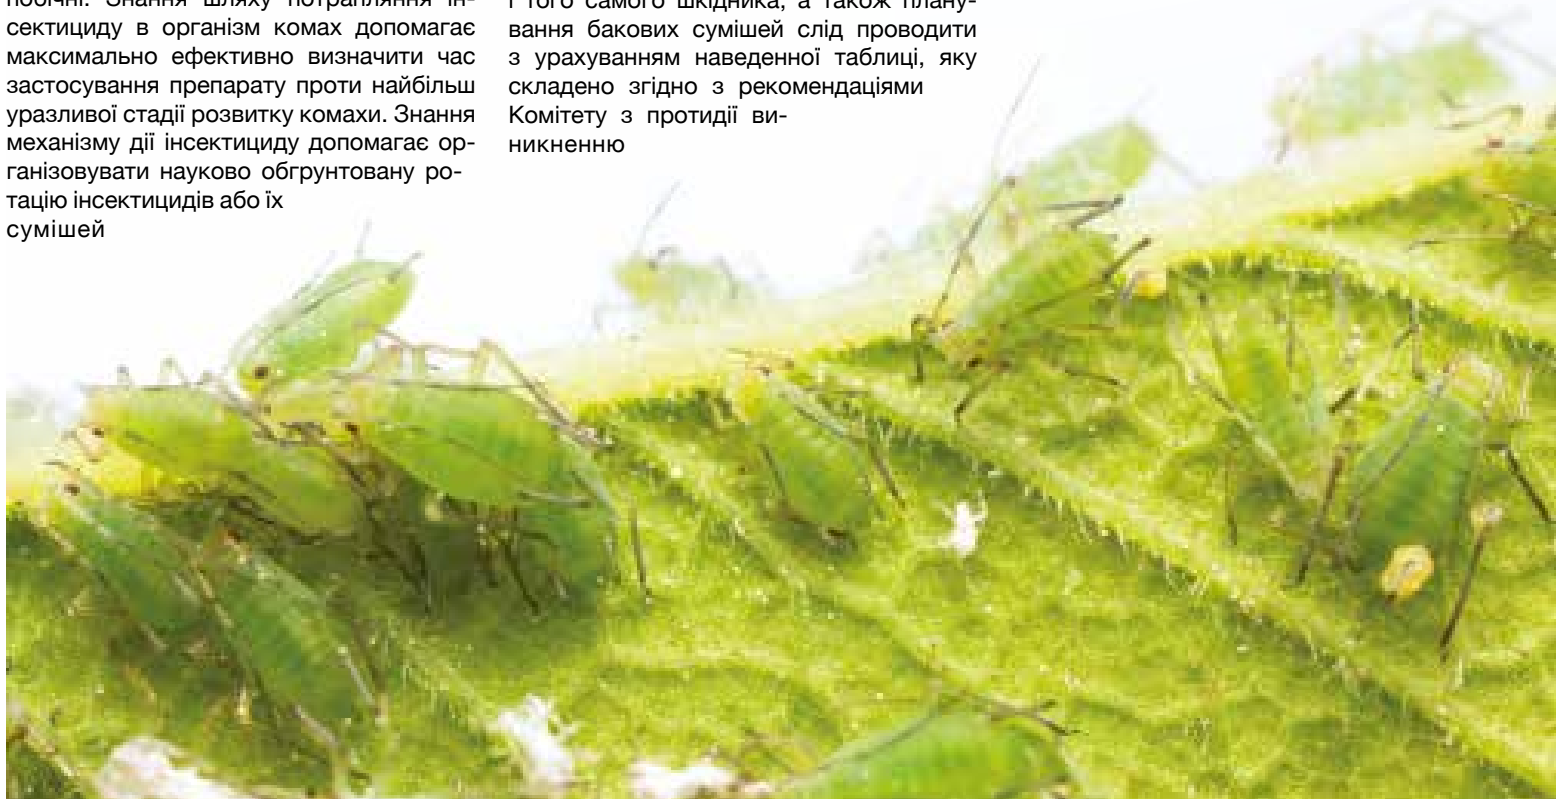 побічні. Знання шляху потрапляння ін-
сектициду в організм комах допомагає
максимально ефективно визначити час
застосування препарату проти найбільш
уразливої стадії розвитку комахи. Знання
механізму дії інсектициду допомагає ор-
ганізовувати науково обгрунтовану ро-
тацію інсектицидів або їх
сумішей
і того самого шкідника, а також плану-
вання бакових сумішей слід проводити
з урахуванням наведенної таблиці, яку
складено згідно з рекомендаціями
Комітету з протидії ви-
никненню